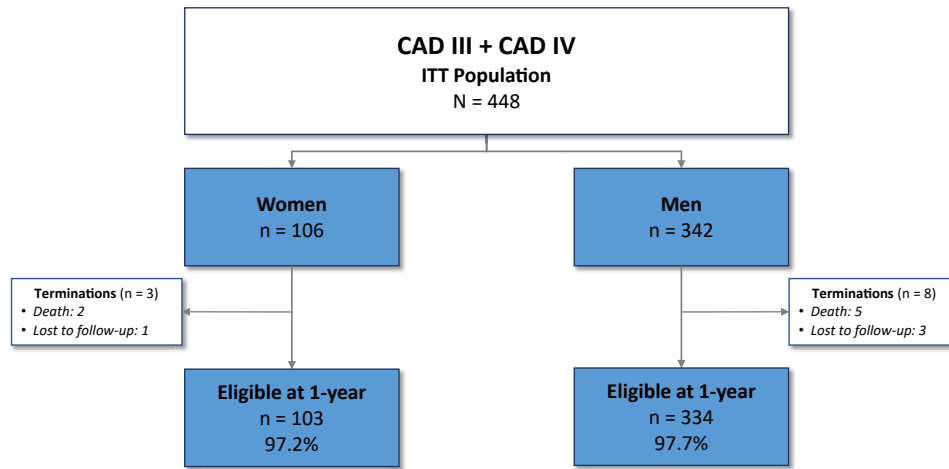 CAD III + CAD IV
ITT Population
N = 448
Women
n = 106
Men
n = 342
Terminations (n = 3)
• Death: 2
• Lost to follow-up: 1
Terminations (n = 8)
• Death: 5
• Lost to follow-up: 3
Eligible at 1-year
n = 103
97.2%
Eligible at 1-year
n = 334
97.7%